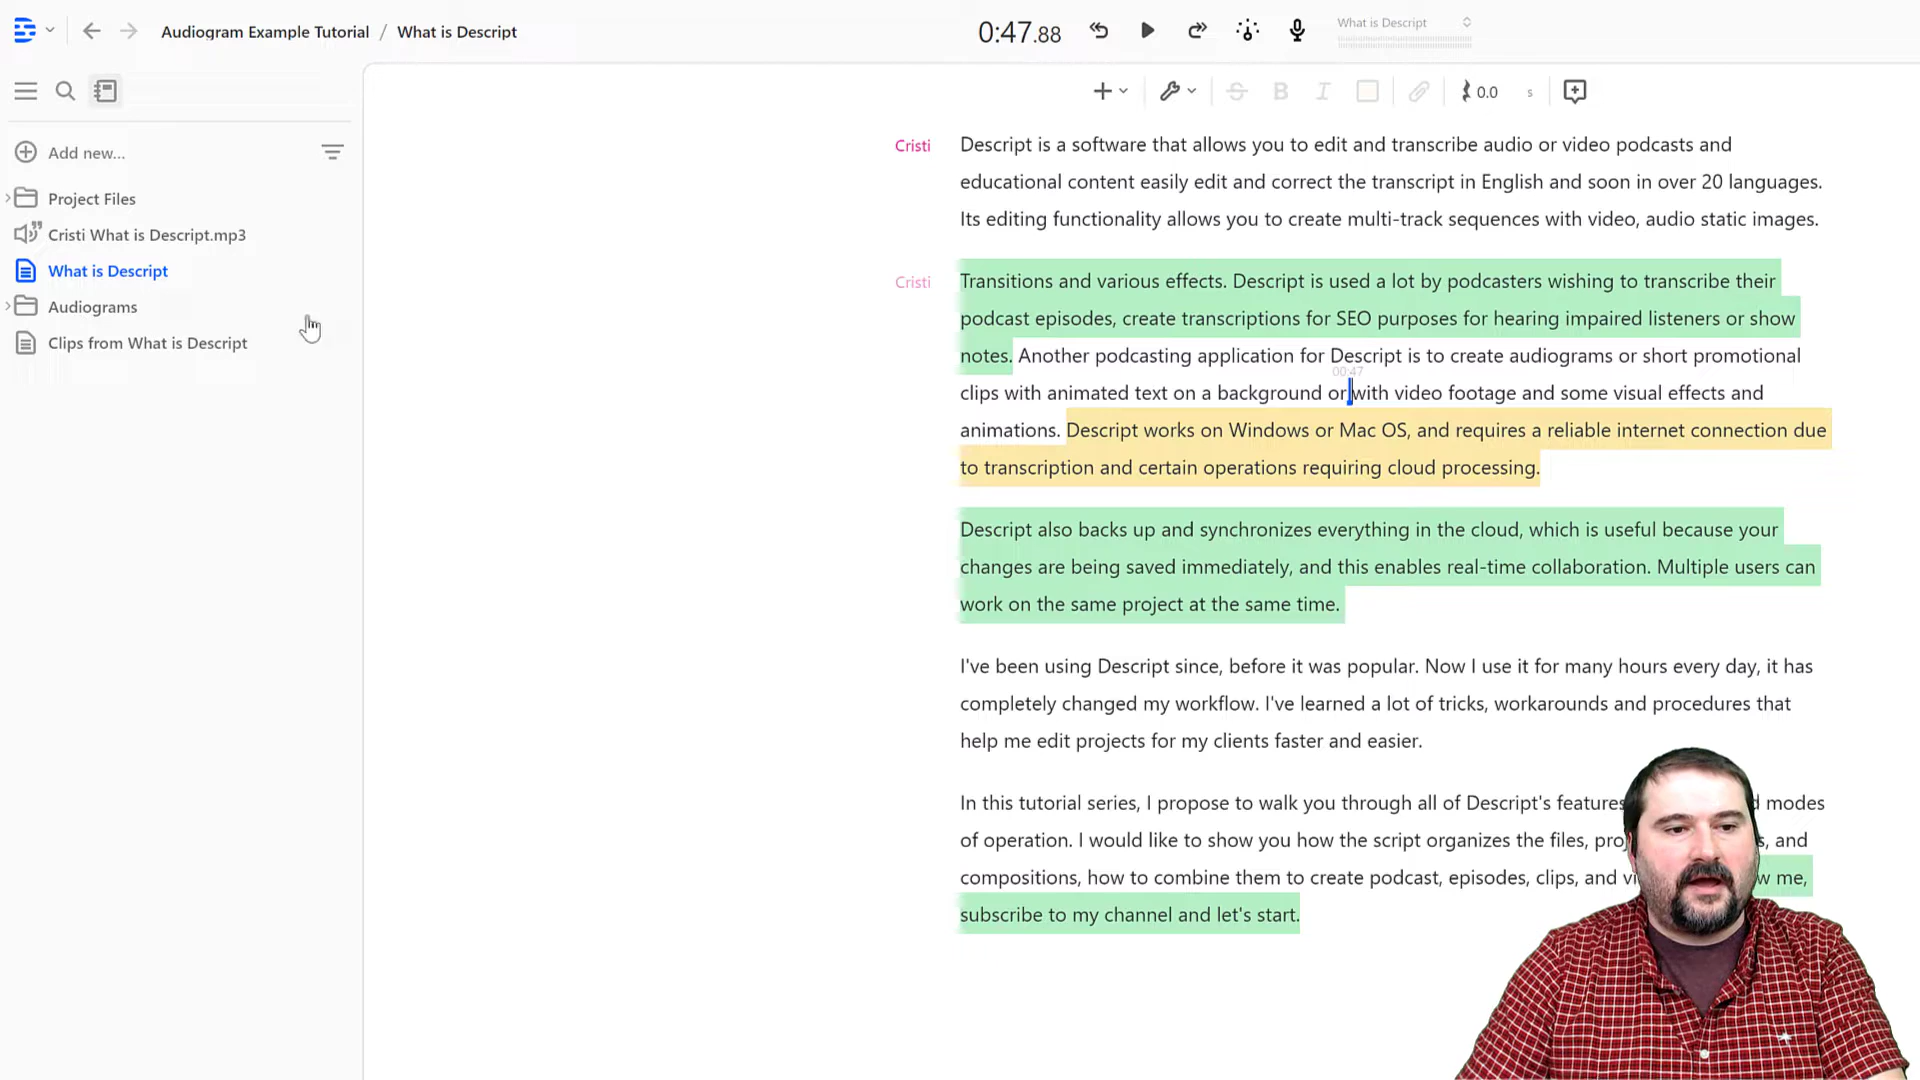 Audiogram Example Tutorial / What is Descript
0:47.88
What is Descript
0.0 s
Add new...
Project Files
Cristi What is Descript.mp3
What is Descript
Audiograms
Clips from What is Descript
Cristi
Descript is a software that allows you to edit and transcribe audio or video podcasts and
educational content easily edit and correct the transcript in English and soon in over 20 languages.
Its editing functionality allows you to create multi-track sequences with video, audio static images.
Cristi
Transitions and various effects. Descript is used a lot by podcasters wishing to transcribe their
podcast episodes, create transcriptions for SEO purposes for hearing impaired listeners or show
notes. Another podcasting application for Descript is to create audiograms or short promotional
00:47
clips with animated text on a background or with video footage and some visual effects and
animations. Descript works on Windows or Mac OS, and requires a reliable internet connection due
to transcription and certain operations requiring cloud processing.
Descript also backs up and synchronizes everything in the cloud, which is useful because your
changes are being saved immediately, and this enables real-time collaboration. Multiple users can
work on the same project at the same time.
I've been using Descript since, before it was popular. Now I use it for many hours every day, it has
completely changed my workflow. I've learned a lot of tricks, workarounds and procedures that
help me edit projects for my clients faster and easier.
In this tutorial series, I propose to walk you through all of Descript's features modes
of operation. I would like to show you how the script organizes the files, and
compositions, how to combine them to create podcast, episodes, clips, and me,
subscribe to my channel and let's start.